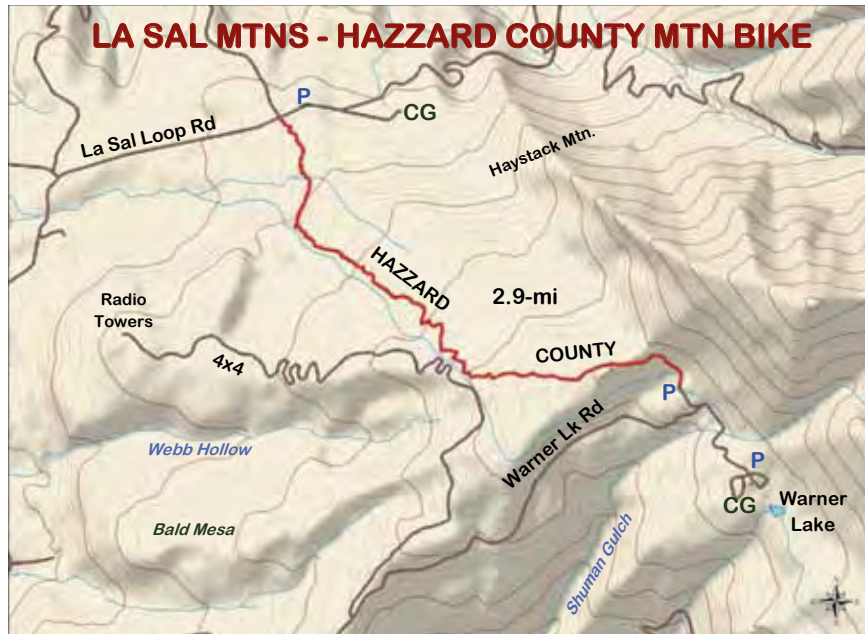 LA SAL MTNS - HAZZARD COUNTY MTN BIKE
P
CG
La Sal Loop Rd
Haystack Mtn.
HAZZARD
2.9-mi
Radio
Towers
4x4
COUNTY
P
Warner Lk Rd
Webb Hollow
P
CG
Warner
Lake
Bald Mesa
Shuman Gulch